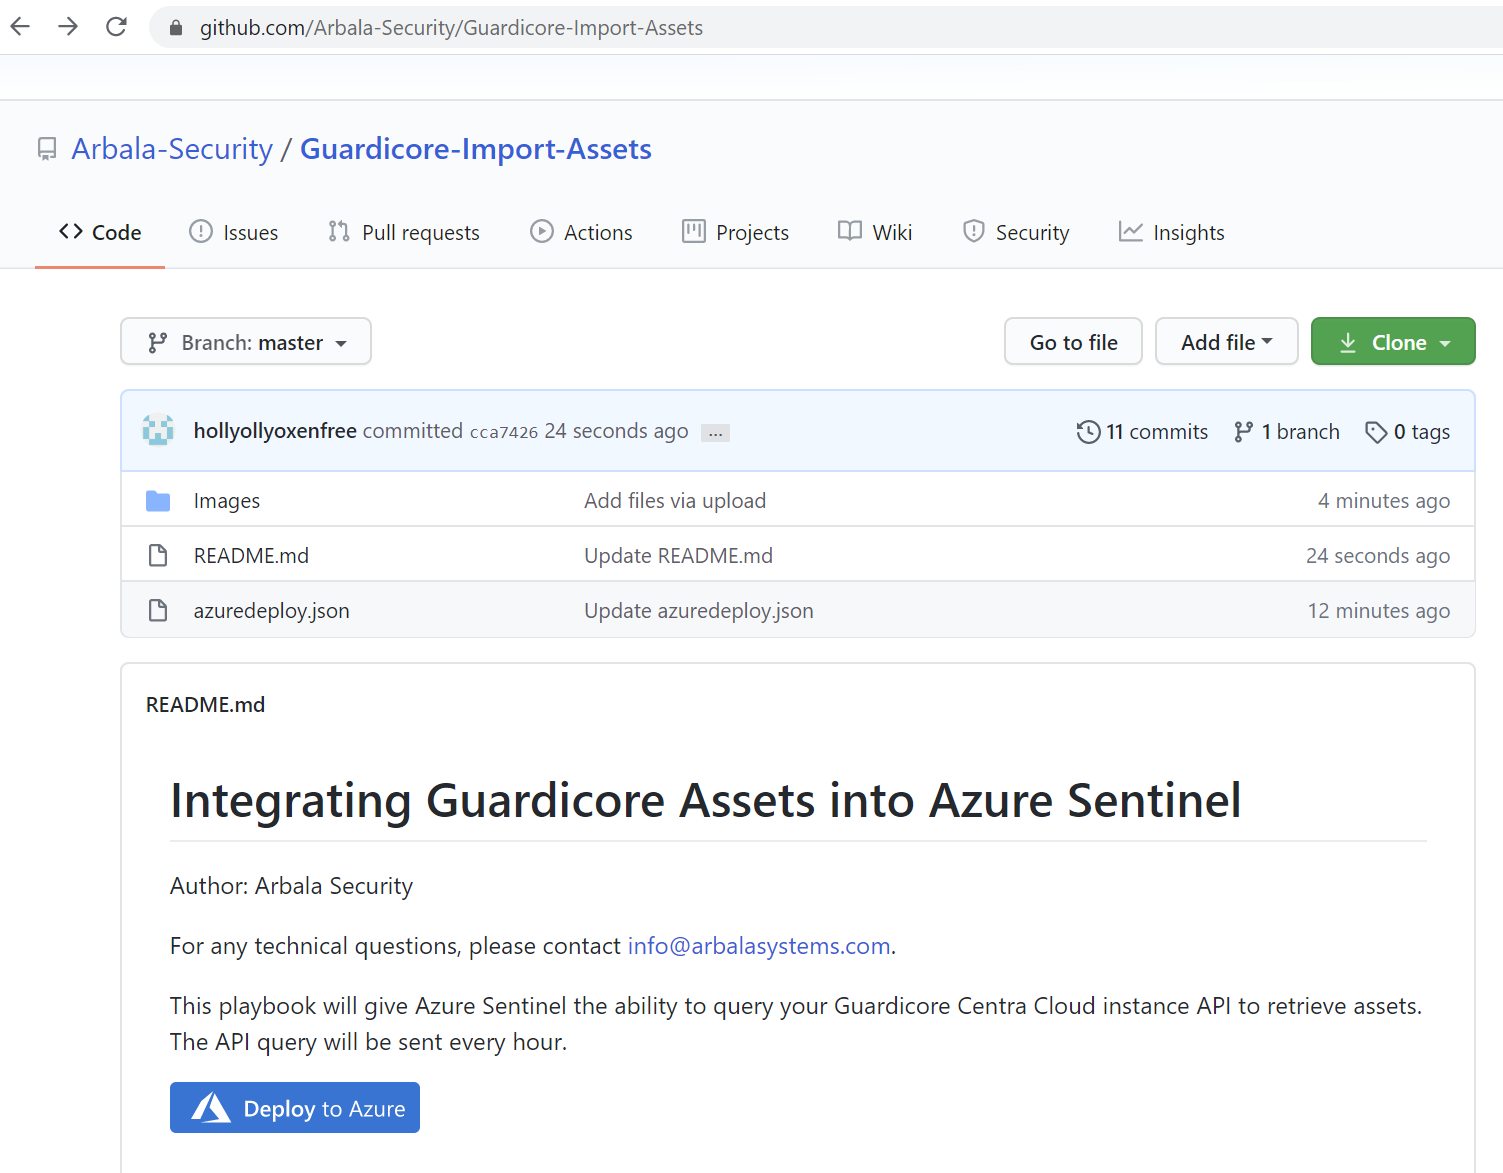 github.com/Arbala-Security/Guardicore-Import-Assets
Arbala-Security / Guardicore-Import-Assets
Code Issues Pull requests Actions Projects Wiki Security Insights
Branch: master Go to file Add file Clone
hollyollyoxenfree committed cca7426 24 seconds ago ... 11 commits 1 branch 0 tags
Images Add files via upload 4 minutes ago
README.md Update README.md 24 seconds ago
azuredeploy.json Update azuredeploy.json 12 minutes ago
README.md
Integrating Guardicore Assets into Azure Sentinel
Author: Arbala Security
For any technical questions, please contact info@arbalasystems.com.
This playbook will give Azure Sentinel the ability to query your Guardicore Centra Cloud instance API to retrieve assets.
The API query will be sent every hour.
Deploy to Azure